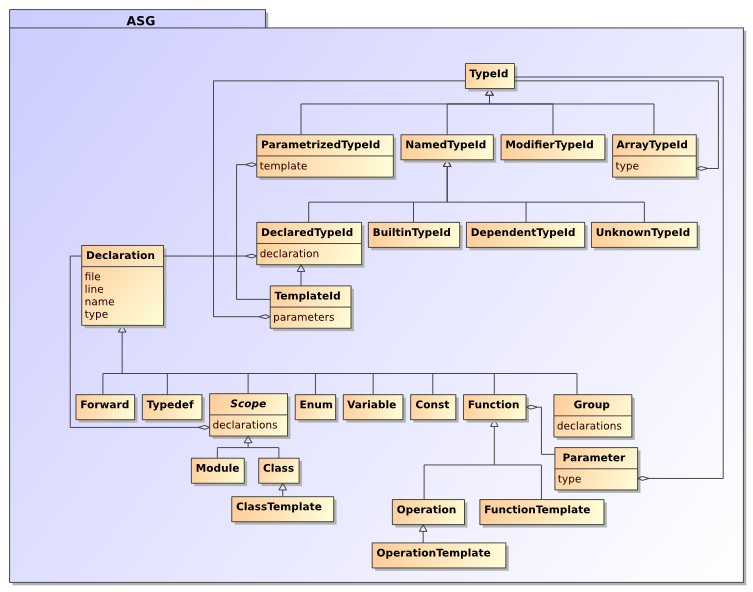 ASG
TypeId
ParametrizedTypeId
template
NamedTypeId
ModifierTypeId
ArrayTypeId
type
DeclaredTypeId
declaration
BuiltinTypeId
DependentTypeId
UnknownTypeId
Declaration
file
line
name
type
TemplateId
parameters
Forward
Typedef
Scope
declarations
Enum
Variable
Const
Function
Group
declarations
Parameter
type
Module
Class
ClassTemplate
Operation
FunctionTemplate
OperationTemplate